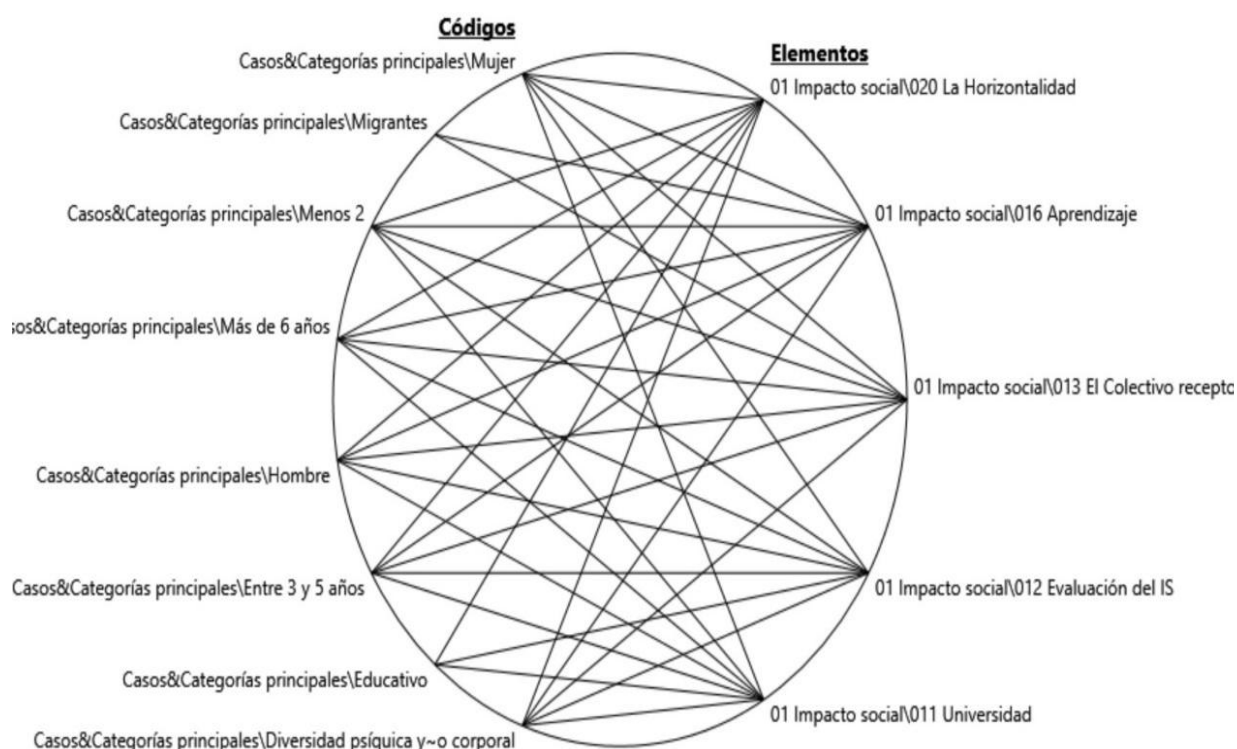 Códigos
Casos&Categorías principales\Mujer
Casos&Categorías principales\Migrantes
Casos&Categorías principales\Menos 2
sos&Categorías principales\Más de 6 años
Casos&Categorías principales\Hombre
Casos&Categorías principales\Entre 3 y 5 años
Casos&Categorías principales\Educativo
Casos&Categorías principales\Diversidad psíquica y~o corporal
Elementos
01 Impacto social\020 La Horizontalidad
01 Impacto social\016 Aprendizaje
01 Impacto social\013 El Colectivo recepto
01 Impacto social\012 Evaluación del IS
01 Impacto social\011 Universidad